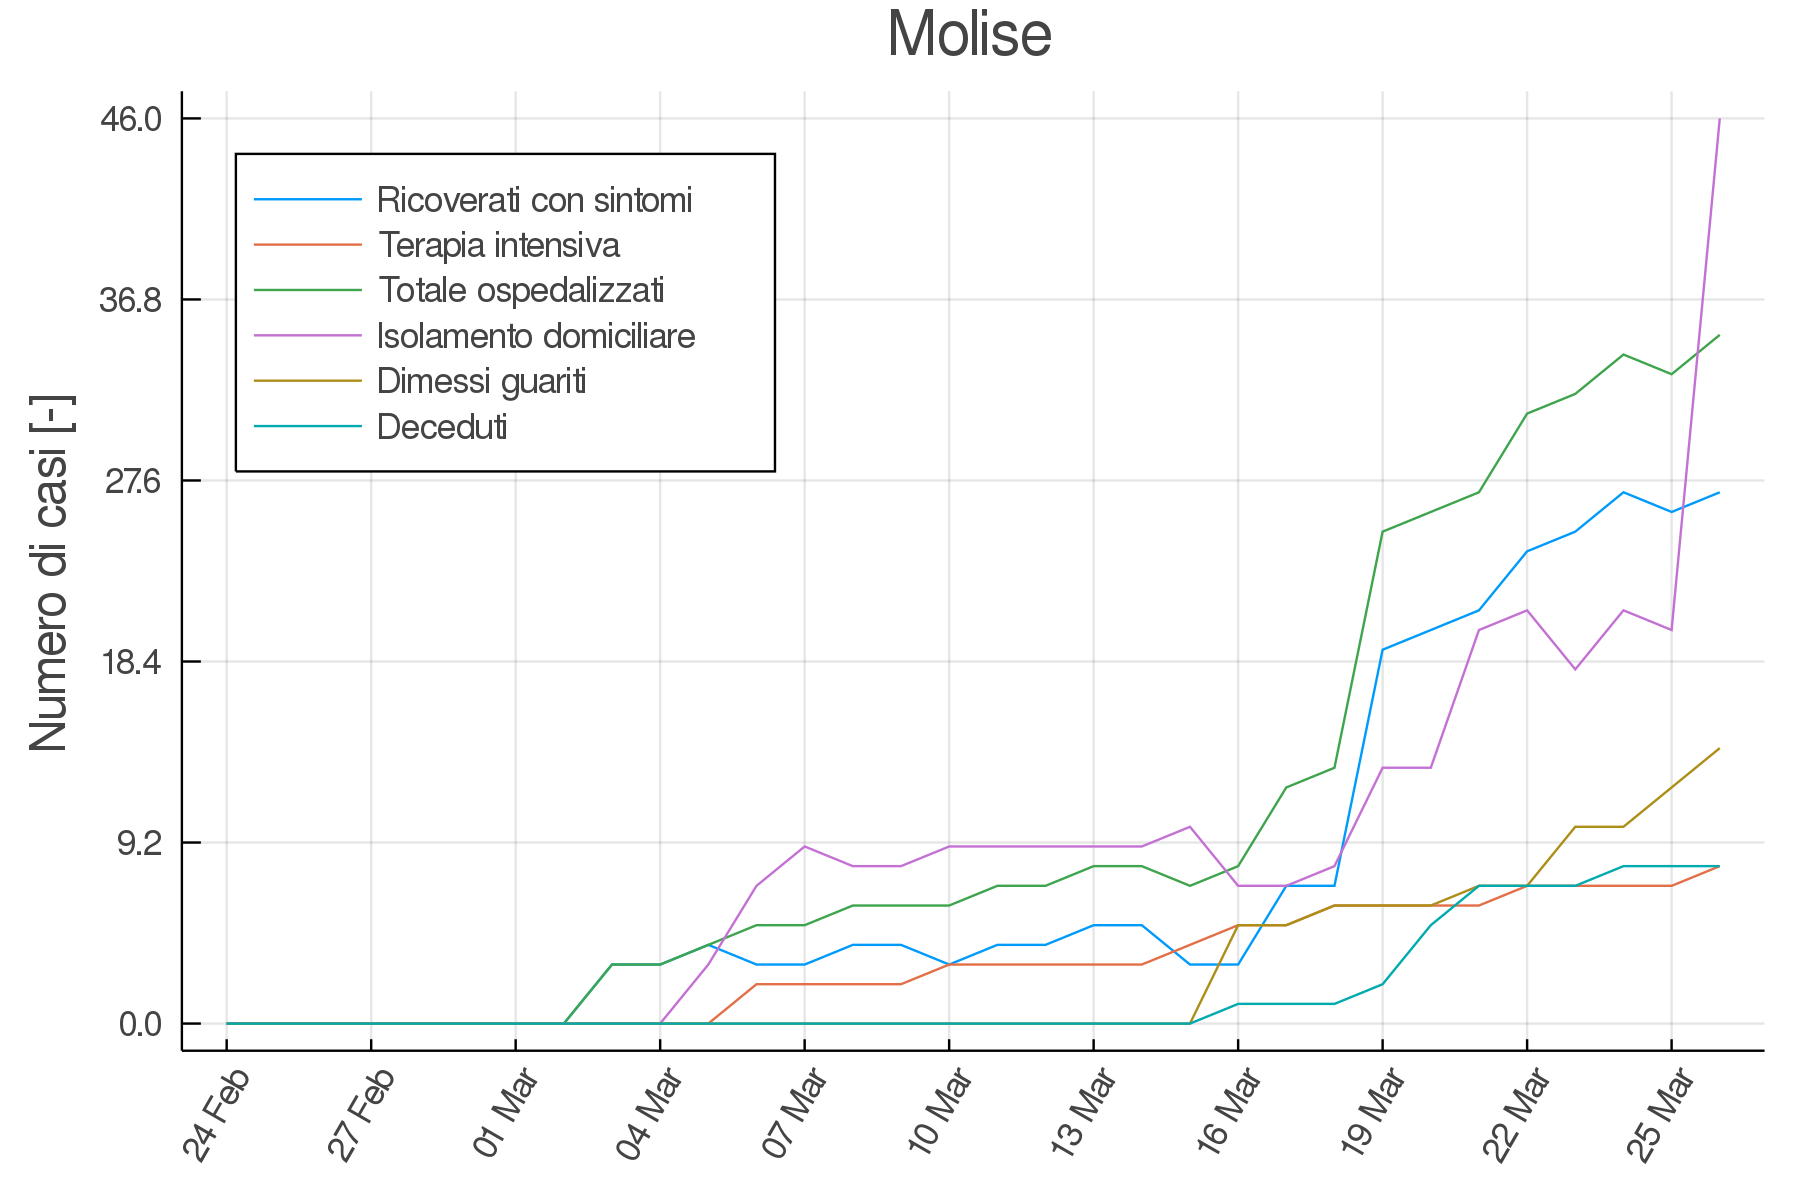 Molise
Numero di casi [-]
46.0
36.8
27.6
18.4
9.2
0.0
Ricoverati con sintomi
Terapia intensiva
Totale ospedalizzati
Isolamento domiciliare
Dimessi guariti
Deceduti
24 Feb
27 Feb
01 Mar
04 Mar
07 Mar
10 Mar
13 Mar
16 Mar
19 Mar
22 Mar
25 Mar